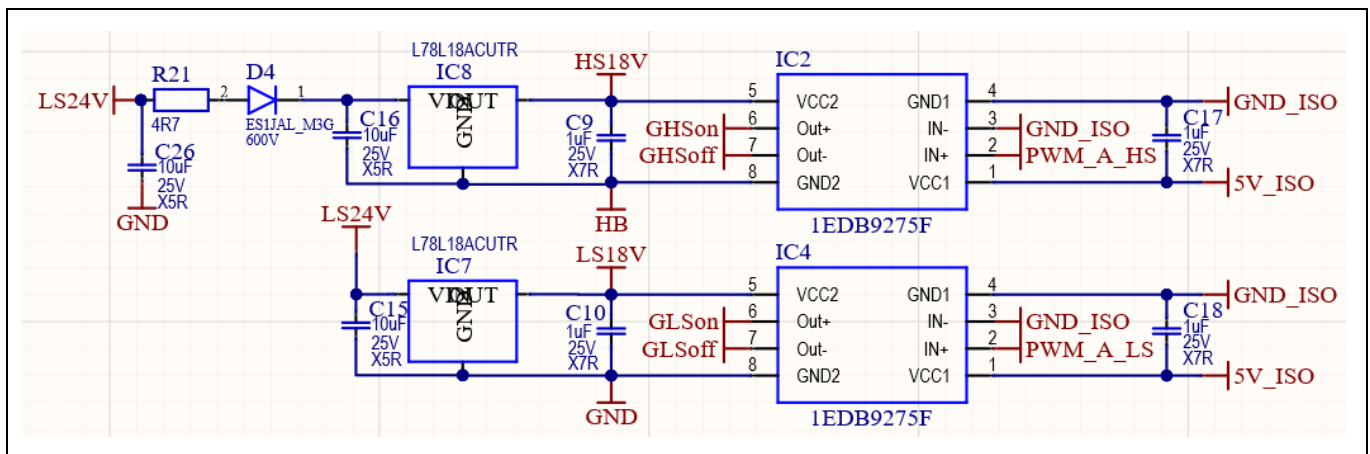 L78L18ACUTR
IC8
HS18V
IC2
R21
D4
LS24V
2
1
VIN
VOUT
GND
5
VCC2
GND1
4
GND_ISO
4R7
ES1JAL_M3G
600V
C16
10uF
25V
X5R
C9
1uF
25V
X7R
GHSon
6
Out+
IN-
3
GND_ISO
C17
1uF
25V
X7R
C26
10uF
25V
X5R
GHSoff
7
Out-
IN+
2
PWM_A_HS
8
GND2
VCC1
1
5V_ISO
GND
HB
1EDB9275F
LS24V
L78L18ACUTR
IC7
LS18V
IC4
VIN
VOUT
GND
5
VCC2
GND1
4
GND_ISO
C15
10uF
25V
X5R
C10
1uF
25V
X7R
GLSon
6
Out+
IN-
3
GND_ISO
C18
1uF
25V
X7R
GLSoff
7
Out-
IN+
2
PWM_A_LS
8
GND2
VCC1
1
5V_ISO
GND
1EDB9275F